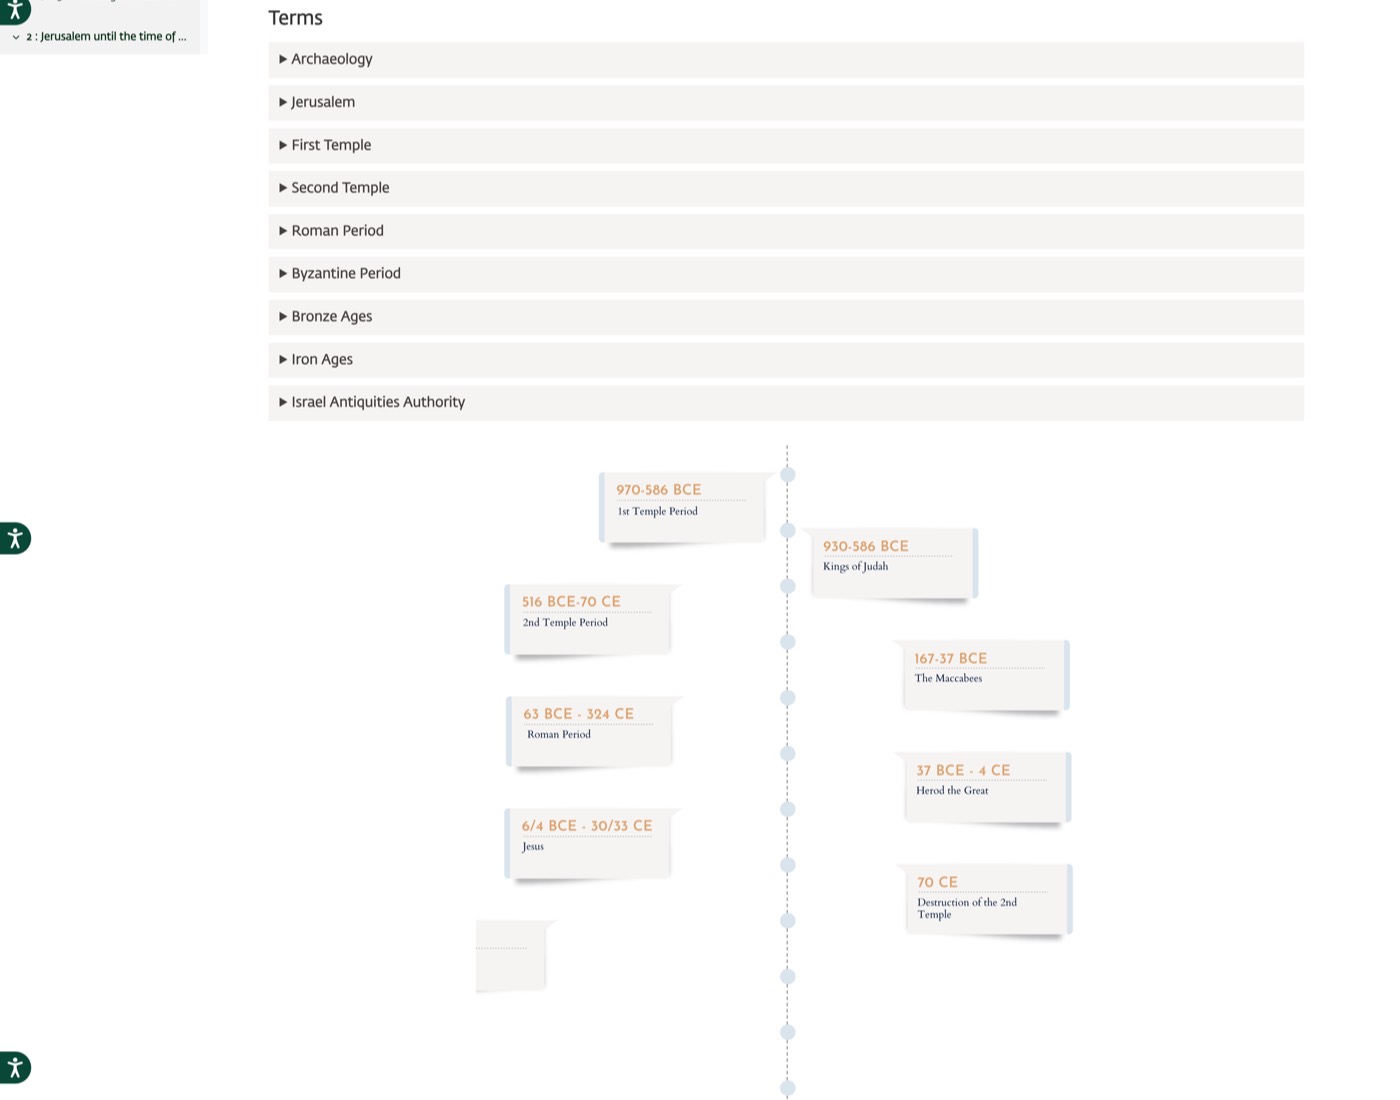 2 : Jerusalem until the time of ...
Terms
Archaeology
Jerusalem
First Temple
Second Temple
Roman Period
Byzantine Period
Bronze Ages
Iron Ages
Israel Antiquities Authority
970-586 BCE
1st Temple Period
930-586 BCE
Kings of Judah
516 BCE-70 CE
2nd Temple Period
167-37 BCE
The Maccabees
63 BCE - 324 CE
Roman Period
37 BCE - 4 CE
Herod the Great
6/4 BCE - 30/33 CE
Jesus
70 CE
Destruction of the 2nd
Temple